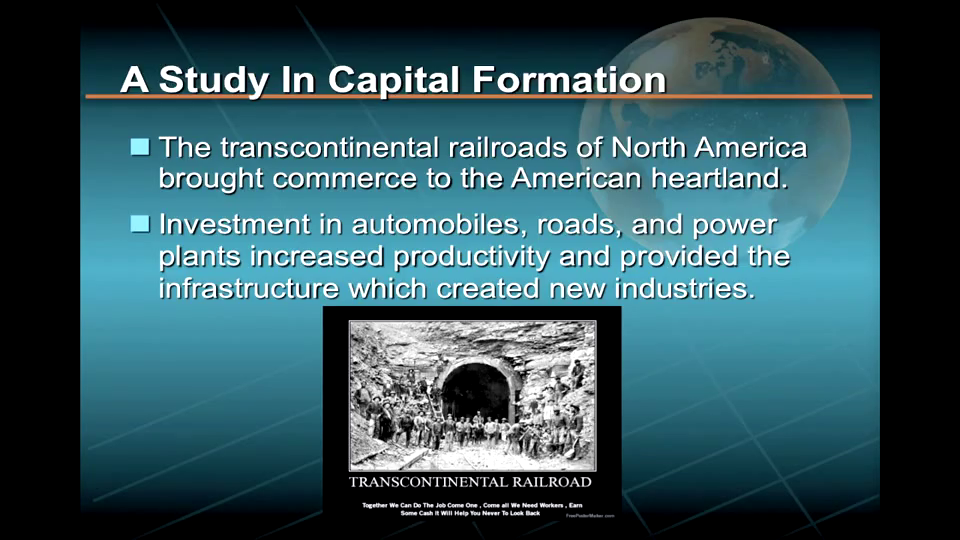 A Study In Capital Formation
The transcontinental railroads of North America
brought commerce to the American heartland.
Investment in automobiles, roads, and power
plants increased productivity and provided the
infrastructure which created new industries.
TRANSCONTINENTAL RAILROAD
Together We Can Do The Job Come One , Come all We Need Workers , Earn
Some Cash It Will Help You Never To Look Back